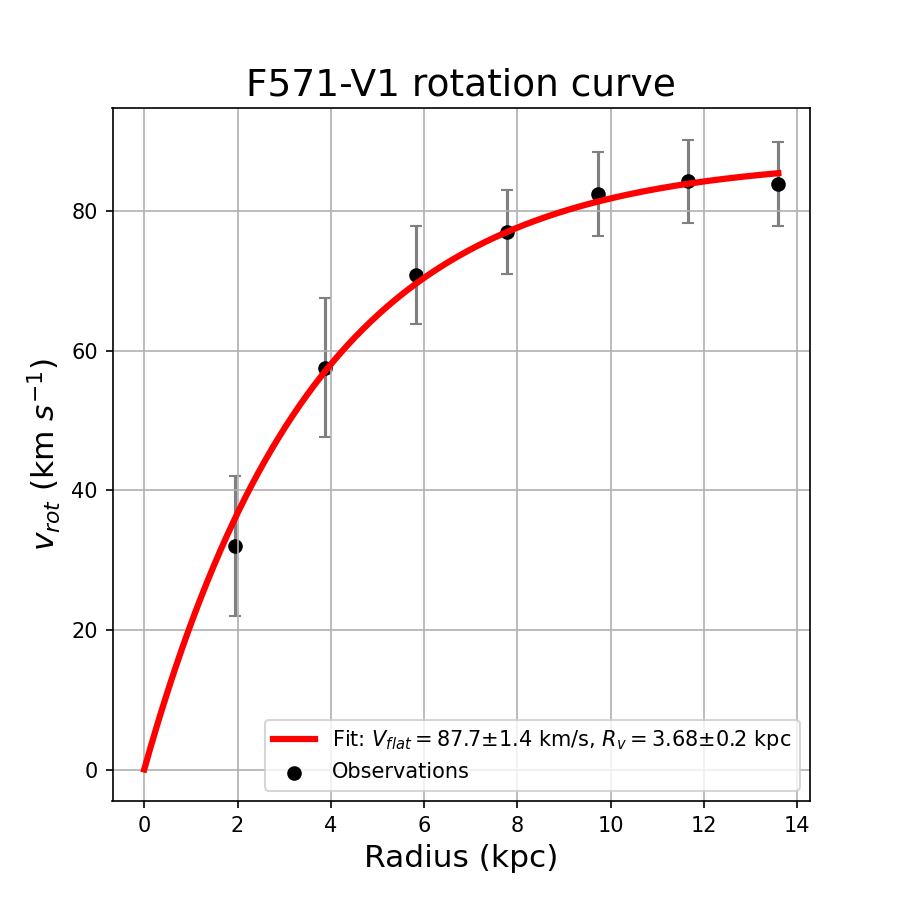 F571-V1 rotation curve
80
60
40
20
0
v_rot (km s⁻¹)
Fit: V_flat = 87.7±1.4 km/s, R_v = 3.68±0.2 kpc
Observations
0 2 4 6 8 10 12 14
Radius (kpc)